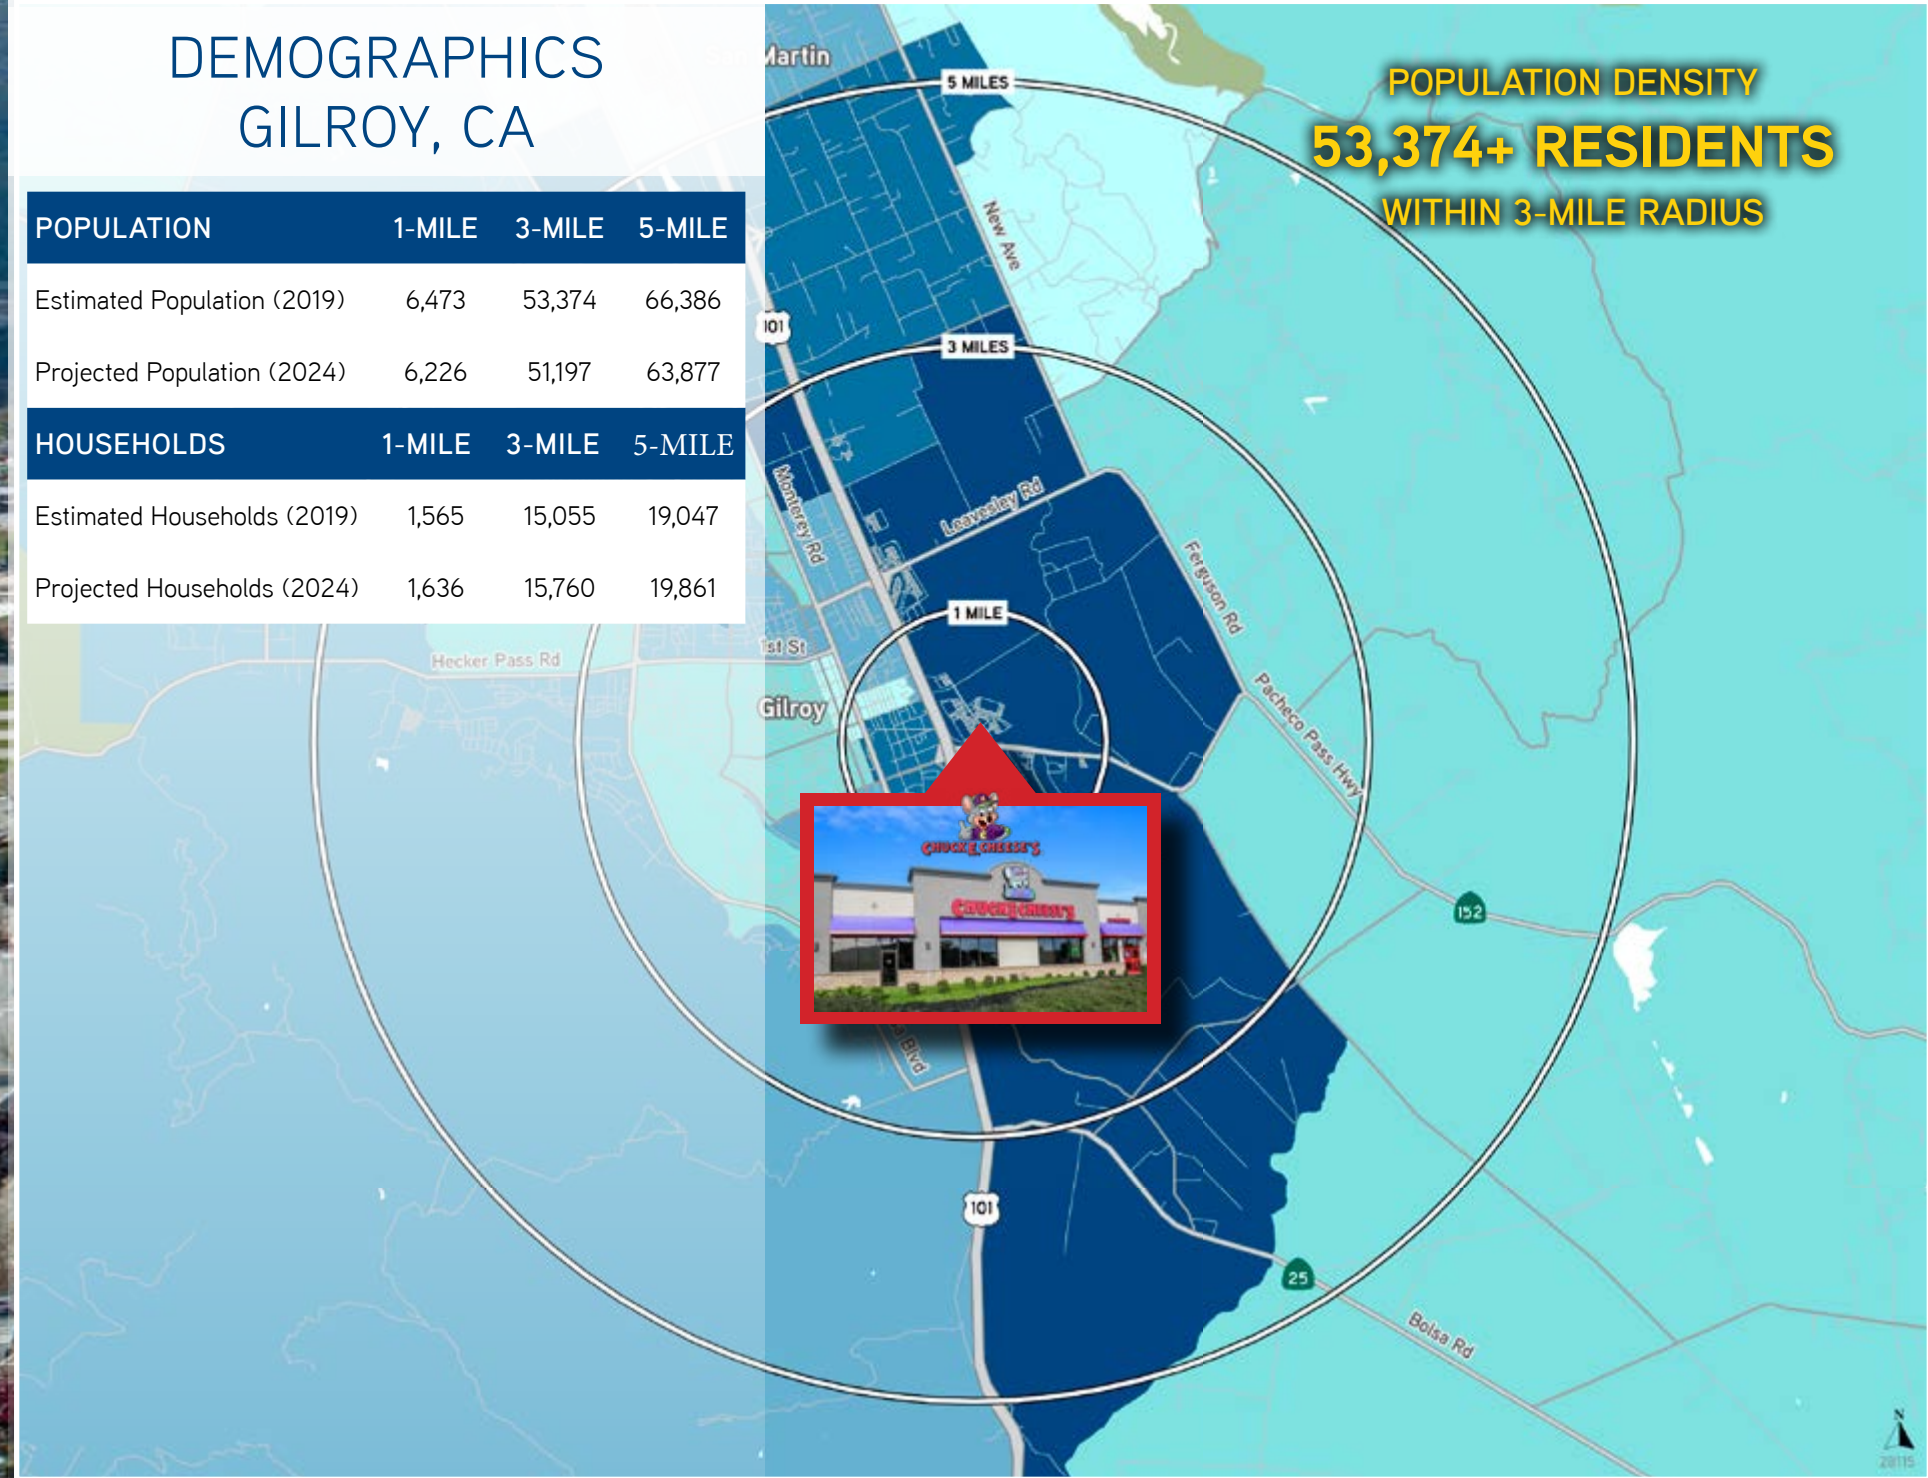 DEMOGRAPHICS
GILROY, CA
POPULATION 1-MILE 3-MILE 5-MILE
Estimated Population (2019) 6,473 53,374 66,386
Projected Population (2024) 6,226 51,197 63,877
HOUSEHOLDS 1-MILE 3-MILE 5-MILE
Estimated Households (2019) 1,565 15,055 19,047
Projected Households (2024) 1,636 15,760 19,861
POPULATION DENSITY
53,374+ RESIDENTS
WITHIN 3-MILE RADIUS
Martin
5 MILES
New Ave
101
3 MILES
Monterey Rd
Leavesley Rd
Ferguson Rd
1 MILE
1st St
Hecker Pass Rd
Gilroy
Pacheco Pass Hwy
CHUCK E. CHEESE'S
CHUCK E. CHEESE'S
152
Blvd
101
25
Bolsa Rd
N
28115